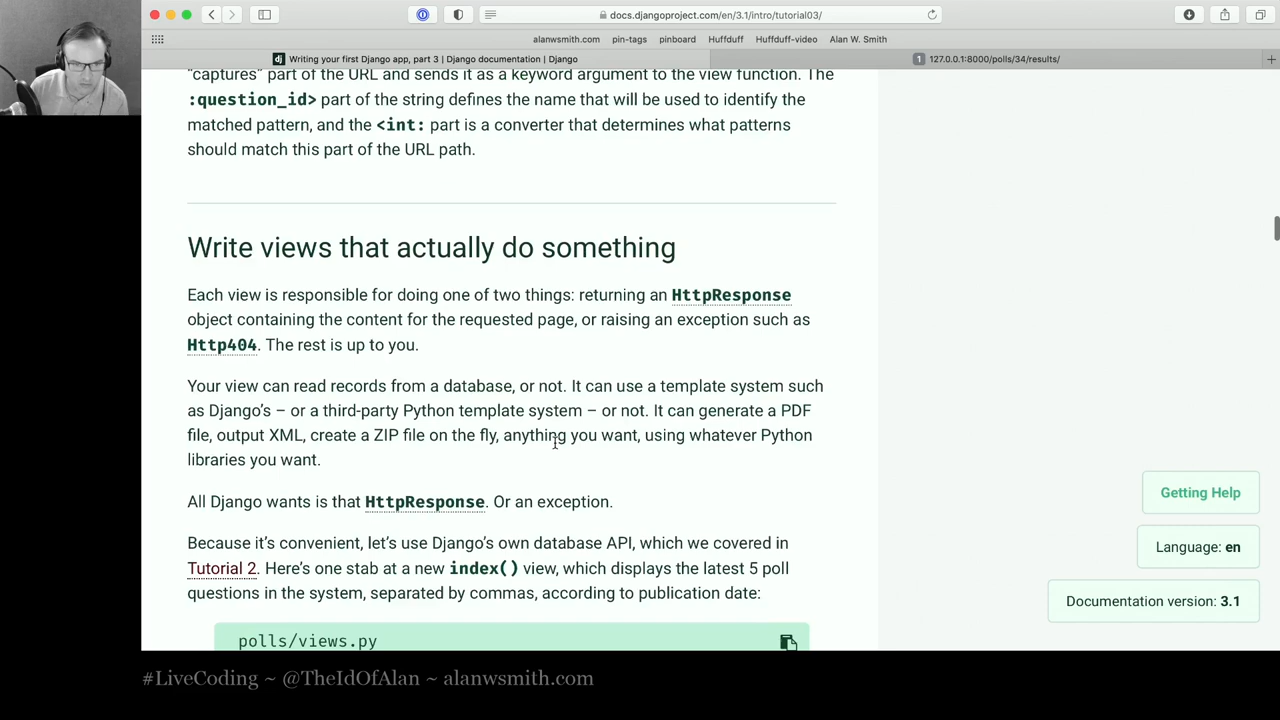 docs.djangoproject.com/en/3.1/intro/tutorial03/
alanwsmith.com pin-tags pinboard Huffduff Huffduff-video Alan W. Smith
dj Writing your first Django app, part 3 | Django documentation | Django
1 127.0.0.1:8000/polls/34/results/
“captures” part of the URL and sends it as a keyword argument to the view function. The
:question_id> part of the string defines the name that will be used to identify the
matched pattern, and the <int: part is a converter that determines what patterns
should match this part of the URL path.
Write views that actually do something
Each view is responsible for doing one of two things: returning an HttpResponse
object containing the content for the requested page, or raising an exception such as
Http404. The rest is up to you.
Your view can read records from a database, or not. It can use a template system such
as Django’s – or a third-party Python template system – or not. It can generate a PDF
file, output XML, create a ZIP file on the fly, anything you want, using whatever Python
libraries you want.
All Django wants is that HttpResponse. Or an exception.
Because it’s convenient, let’s use Django’s own database API, which we covered in
Tutorial 2. Here’s one stab at a new index() view, which displays the latest 5 poll
questions in the system, separated by commas, according to publication date:
polls/views.py
Getting Help
Language: en
Documentation version: 3.1
#LiveCoding ~ @TheIdOfAlan ~ alanwsmith.com